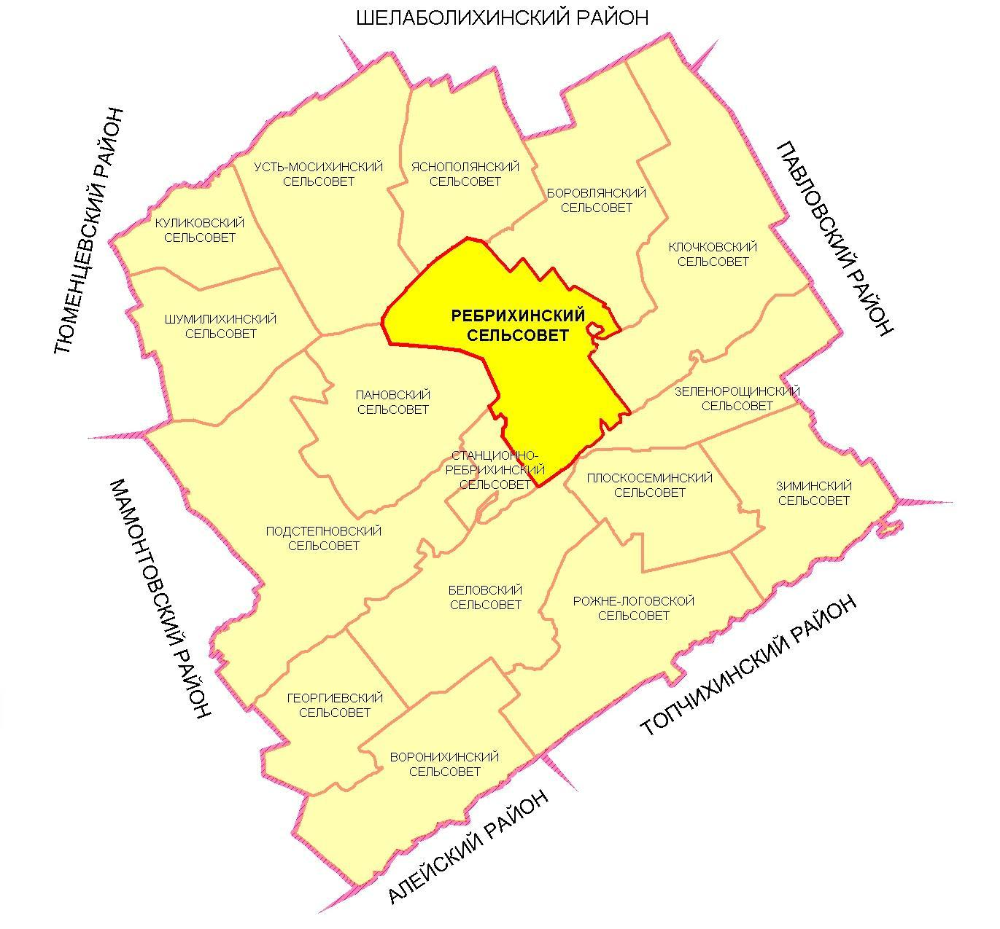 ШЕЛАБОЛИХИНСКИЙ РАЙОН
ТЮМЕНЦЕВСКИЙ РАЙОН
ПАВЛОВСКИЙ РАЙОН
УСТЬ-МОСИХИНСКИЙ
СЕЛЬСОВЕТ
ЯСНОПОЛЯНСКИЙ
СЕЛЬСОВЕТ
БОРОВЛЯНСКИЙ
СЕЛЬСОВЕТ
КУЛИКОВСКИЙ
СЕЛЬСОВЕТ
КЛОЧКОВСКИЙ
СЕЛЬСОВЕТ
ШУМИЛИХИНСКИЙ
СЕЛЬСОВЕТ
РЕБРИХИНСКИЙ
СЕЛЬСОВЕТ
ПАНОВСКИЙ
СЕЛЬСОВЕТ
ЗЕЛЕНОРОЩИНСКИЙ
СЕЛЬСОВЕТ
СТАНЦИОННО-
РЕБРИХИНСКИЙ
СЕЛЬСОВЕТ
ПЛОСКОСЕМИНСКИЙ
СЕЛЬСОВЕТ
ЗИМИНСКИЙ
СЕЛЬСОВЕТ
МАМОНТОВСКИЙ РАЙОН
ПОДСТЕПНОВСКИЙ
СЕЛЬСОВЕТ
БЕЛОВСКИЙ
СЕЛЬСОВЕТ
РОЖНЕ-ЛОГОВСКОЙ
СЕЛЬСОВЕТ
ТОПЧИХИНСКИЙ РАЙОН
ГЕОРГИЕВСКИЙ
СЕЛЬСОВЕТ
ВОРОНИХИНСКИЙ
СЕЛЬСОВЕТ
АЛЕЙСКИЙ РАЙОН